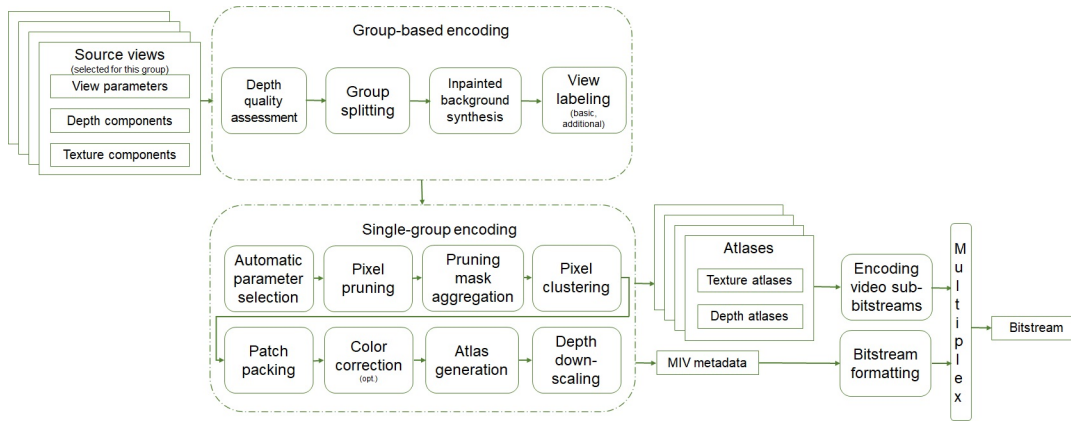 Source views
(selected for this group)
View parameters
Depth components
Texture components
Group-based encoding
Depth
quality
assessment
Group
splitting
Inpainted
background
synthesis
View
labeling
(basic,
additional)
Single-group encoding
Automatic
parameter
selection
Pixel
pruning
Pruning
mask
aggregation
Pixel
clustering
Patch
packing
Color
correction
(opt.)
Atlas
generation
Depth
down-
scaling
Atlases
Texture atlases
Depth atlases
MIV metadata
Encoding
video sub-
bitstreams
Bitstream
formatting
Multiplex
Bitstream